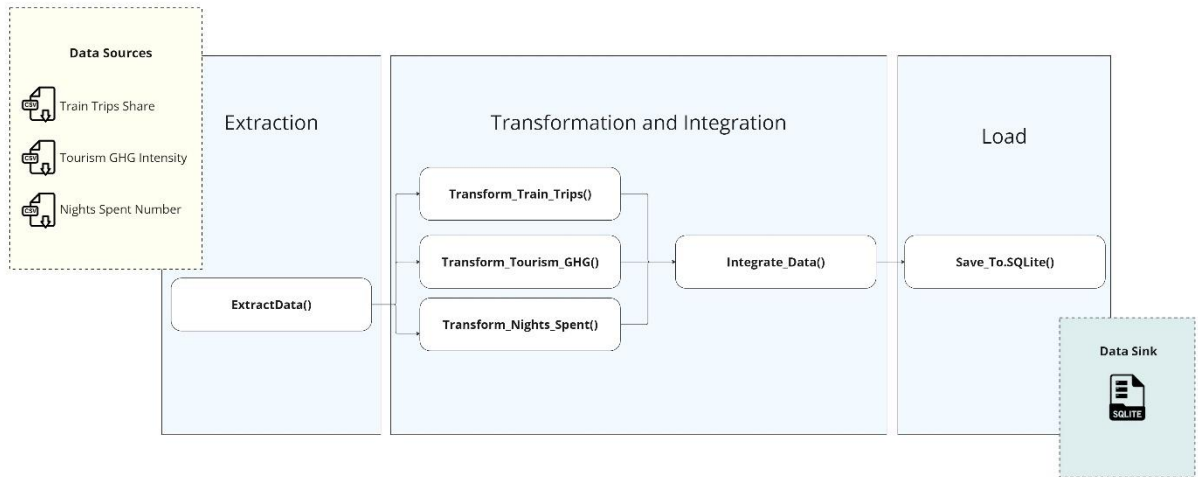 Data Sources
CSV
Train Trips Share
CSV
Tourism GHG Intensity
CSV
Nights Spent Number
Extraction
ExtractData()
Transformation and Integration
Transform_Train_Trips()
Transform_Tourism_GHG()
Transform_Nights_Spent()
Integrate_Data()
Load
Save_To.SQLite()
Data Sink
SQLITE